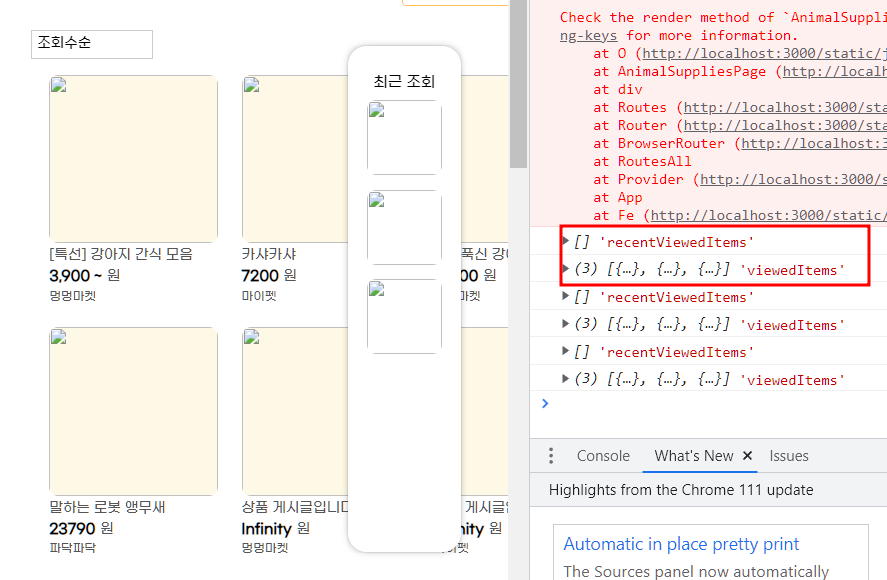 조회수순
최근 조회
[특선] 강아지 간식 모음
3,900 ~ 원
멍멍마켓
카샤카샤
7200 원
마이펫
푹신 강
00 원
마켓
말하는 로봇 앵무새
23790 원
파닥파닥
상품 게시글입니다
Infinity 원
멍멍마켓
게시글
nity 원
이펫
Check the render method of `AnimalSuppli
ng-keys for more information.
at O (http://localhost:3000/static/j
at AnimalSuppliesPage (http://localh
at div
at Routes (http://localhost:3000/sta
at Router (http://localhost:3000/sta
at BrowserRouter (http://localhost:3
at RoutesAll
at Provider (http://localhost:3000/s
at App
at Fe (http://localhost:3000/static/
▶ [] 'recentViewedItems'
▶ (3) [{…}, {…}, {…}] 'viewedItems'
▶ [] 'recentViewedItems'
▶ (3) [{…}, {…}, {…}] 'viewedItems'
▶ [] 'recentViewedItems'
▶ (3) [{…}, {…}, {…}] 'viewedItems'
Console What's New Issues
Highlights from the Chrome 111 update
Automatic in place pretty print
The Sources panel now automatically